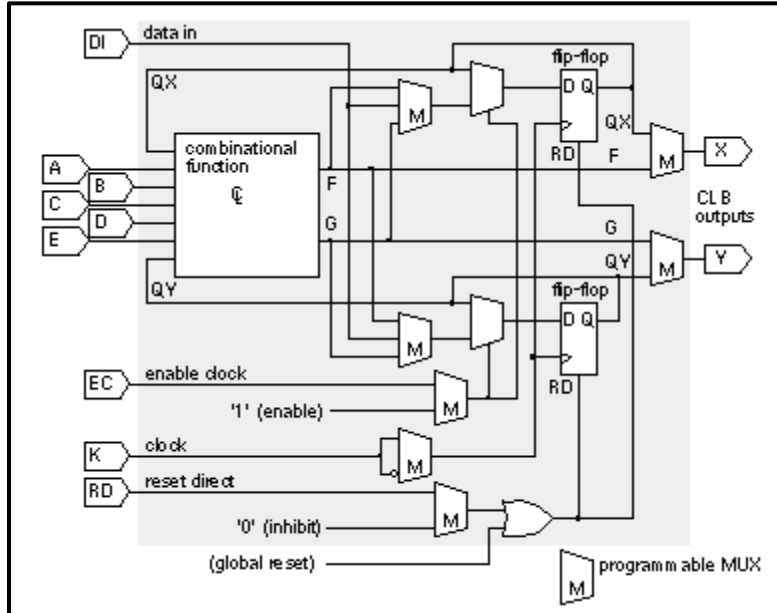 DI
data in
flip-flop
QX
D Q
M
combinational
function
CL
QX
M
A
RD
F
X
B
F
C
CLB
outputs
D
G
G
E
QY
M
Y
QY
flip-flop
D Q
M
EC
enable clock
RD
'1' (enable)
M
K
clock
M
RD
reset direct
M
'0' (inhibit)
(global reset)
programmable MUX
M